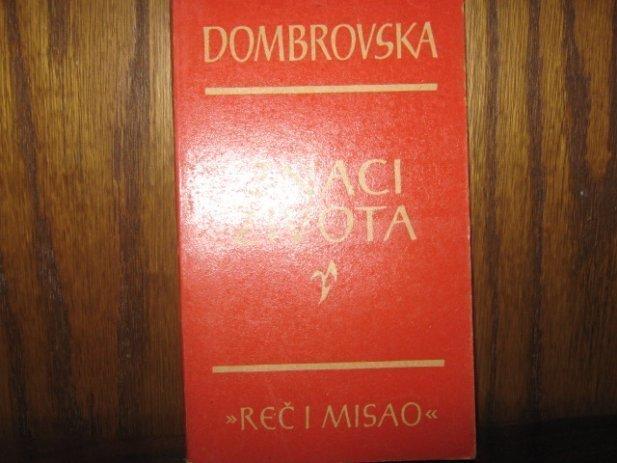 DOMBROVSKA
ZNACI
ŽIVOTA
»REČ I MISAO«